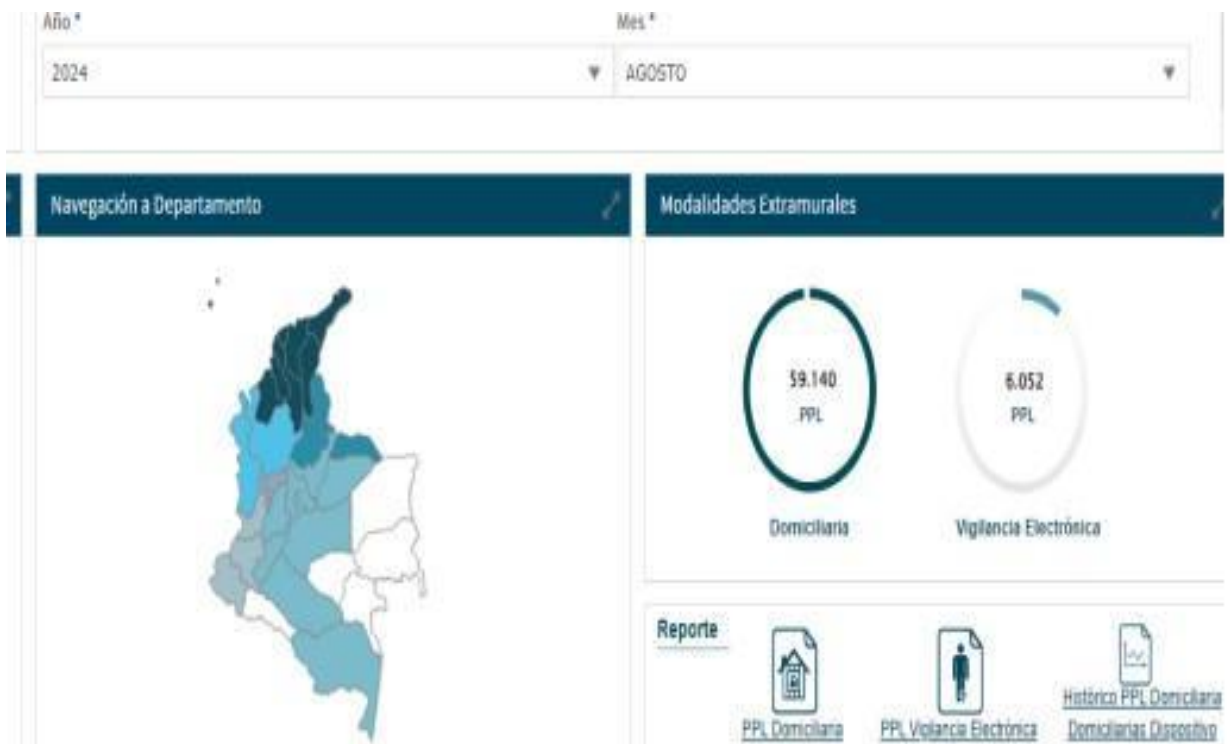 Año *
Mes *
2024
AGOSTO
Navegación a Departamento
Modalidades Extramurales
59.140
PPL
Domiciliaria
6.052
PPL
Vigilancia Electrónica
Reporte
PPL Domiciliaria
PPL Vigilancia Electrónica
Histórico PPL Domiciliaria
Domiciliarias Dispositivo